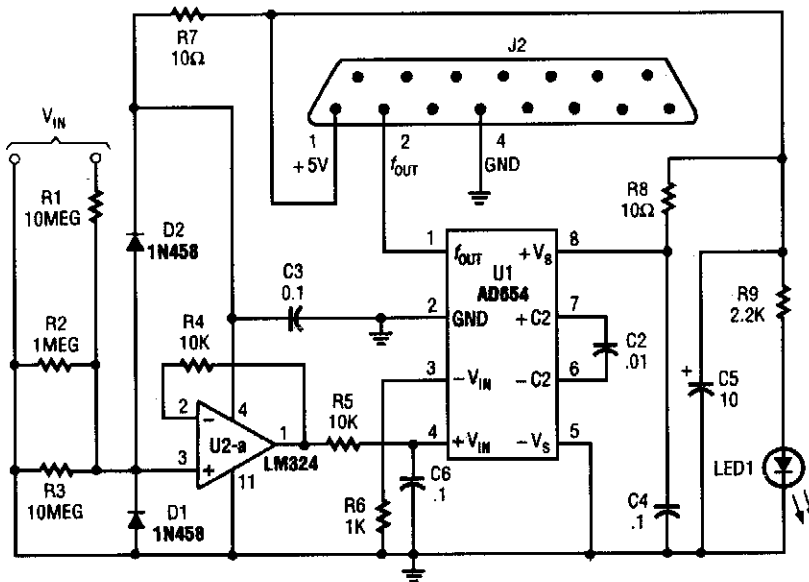 R7
10Ω
J2
V_IN
1
+5V
2
f_OUT
4
GND
R1
10MEG
D2
1N458
R8
10Ω
C3
0.1
1
f_OUT
+V_S
8
U1
AD654
2
GND
+C2
7
C2
.01
R9
2.2K
R2
1MEG
R4
10K
3
−V_IN
−C2
6
+
C5
10
2
−
4
U2-a
1
LM324
R5
10K
4
+V_IN
−V_S
5
3
+
11
R3
10MEG
C6
.1
LED1
D1
1N458
R6
1K
C4
.1